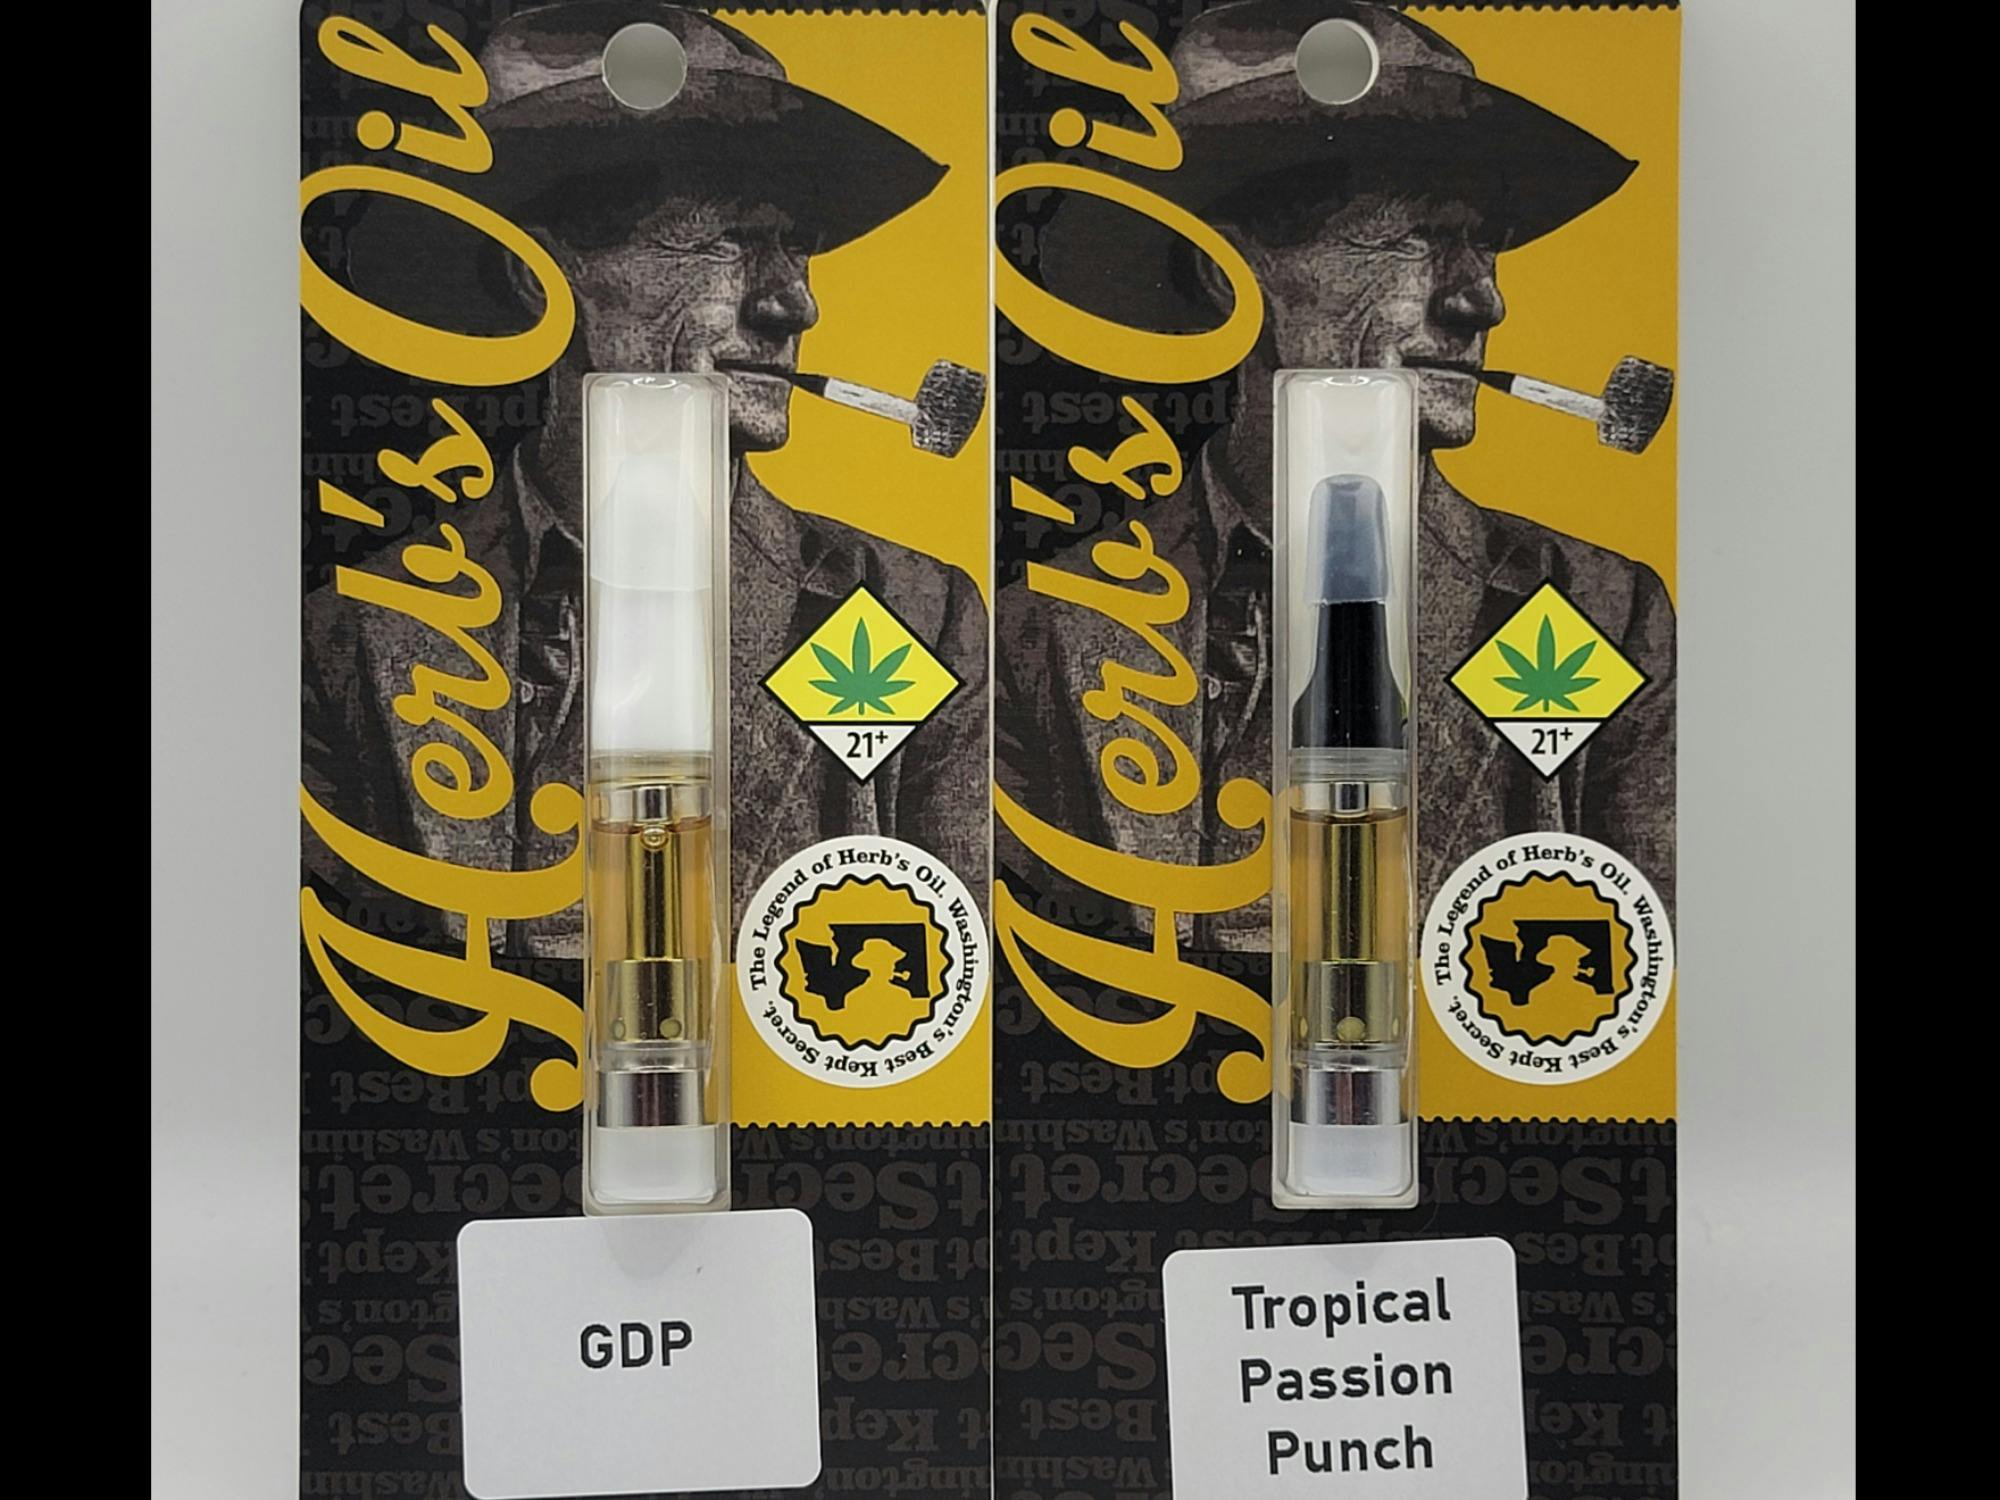 Herb's Oil
21+
The Legend of Herb's Oil. Washington's Best Kept Secret.
GDP
Herb's Oil
21+
The Legend of Herb's Oil. Washington's Best Kept Secret.
Tropical
Passion
Punch